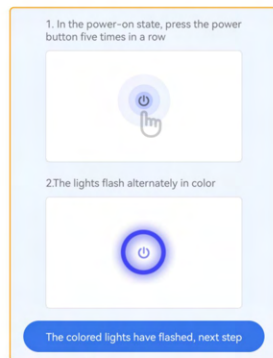 1. In the power-on state, press the power
button five times in a row
2.The lights flash alternately in color
The colored lights have flashed, next step